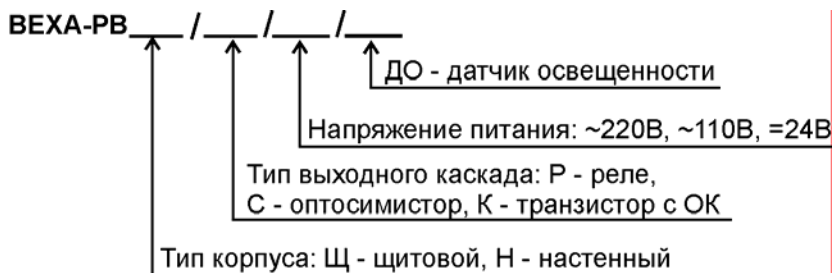 ВЕХА-РВ___/___/___/___
ДО - датчик освещенности
Напряжение питания: ~220В, ~110В, =24В
Тип выходного каскада: Р - реле,
С - оптосимистор, К - транзистор с ОК
Тип корпуса: Щ - щитовой, Н - настенный